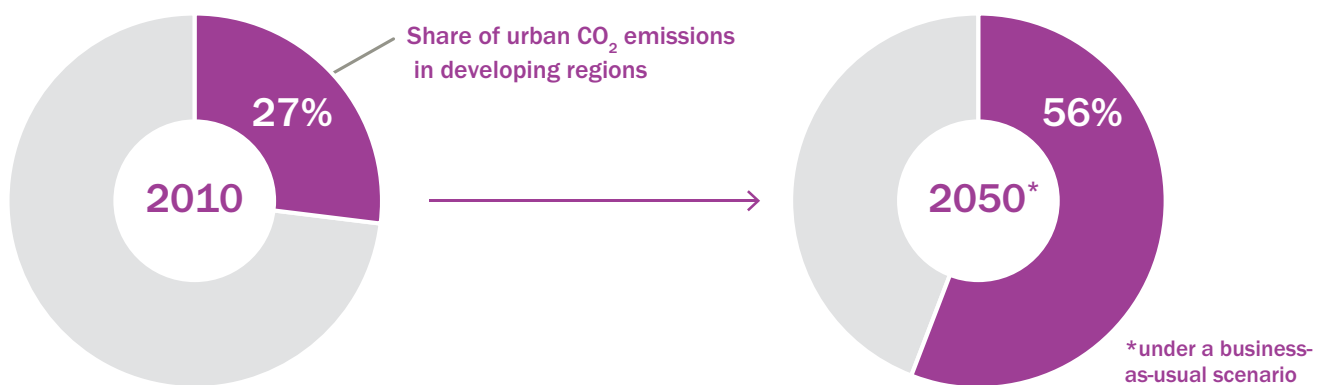 Share of urban CO₂ emissions
in developing regions
27%
2010
56%
2050*
*under a business-
as-usual scenario